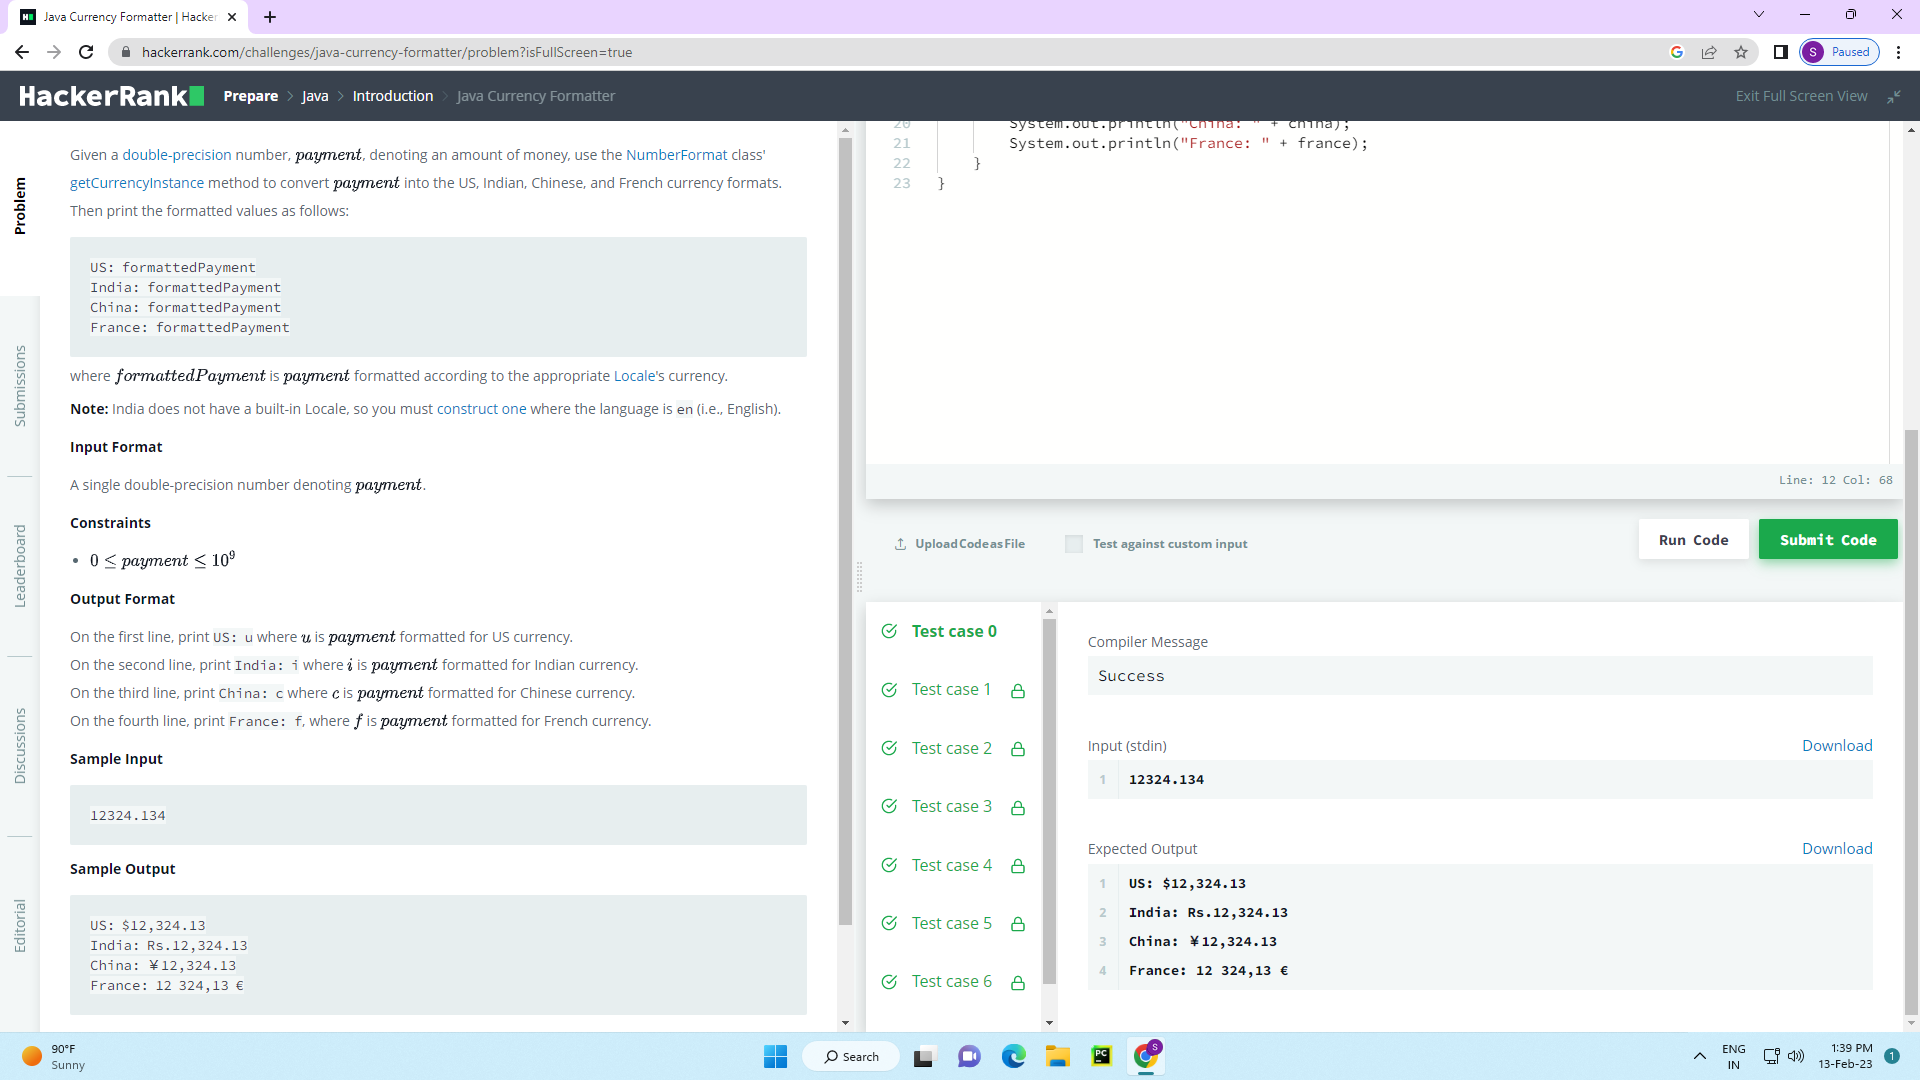 Java Currency Formatter | Hacker
hackerrank.com/challenges/java-currency-formatter/problem?isFullScreen=true
S Paused
HackerRank Prepare > Java > Introduction > Java Currency Formatter
Exit Full Screen View
Problem
Submissions
Leaderboard
Discussions
Editorial
Given a double-precision number, payment, denoting an amount of money, use the NumberFormat class'
getCurrencyInstance method to convert payment into the US, Indian, Chinese, and French currency formats.
Then print the formatted values as follows:
US: formattedPayment
India: formattedPayment
China: formattedPayment
France: formattedPayment
where formattedPayment is payment formatted according to the appropriate Locale's currency.
Note: India does not have a built-in Locale, so you must construct one where the language is en (i.e., English).
Input Format
A single double-precision number denoting payment.
Constraints
• 0 ≤ payment ≤ 10⁹
Output Format
On the first line, print US: u where u is payment formatted for US currency.
On the second line, print India: i where i is payment formatted for Indian currency.
On the third line, print China: c where c is payment formatted for Chinese currency.
On the fourth line, print France: f, where f is payment formatted for French currency.
Sample Input
12324.134
Sample Output
US: $12,324.13
India: Rs.12,324.13
China: ￥12,324.13
France: 12 324,13 €
20 System.out.println("China: " + china);
21 System.out.println("France: " + france);
22 }
23 }
Line: 12 Col: 68
Upload Code as File
Test against custom input
Run Code
Submit Code
Test case 0
Test case 1
Test case 2
Test case 3
Test case 4
Test case 5
Test case 6
Compiler Message
Success
Input (stdin)
Download
1 12324.134
Expected Output
Download
1 US: $12,324.13
2 India: Rs.12,324.13
3 China: ￥12,324.13
4 France: 12 324,13 €
90°F
Sunny
Search
PC
S
ENG
IN
1:39 PM
13-Feb-23
1